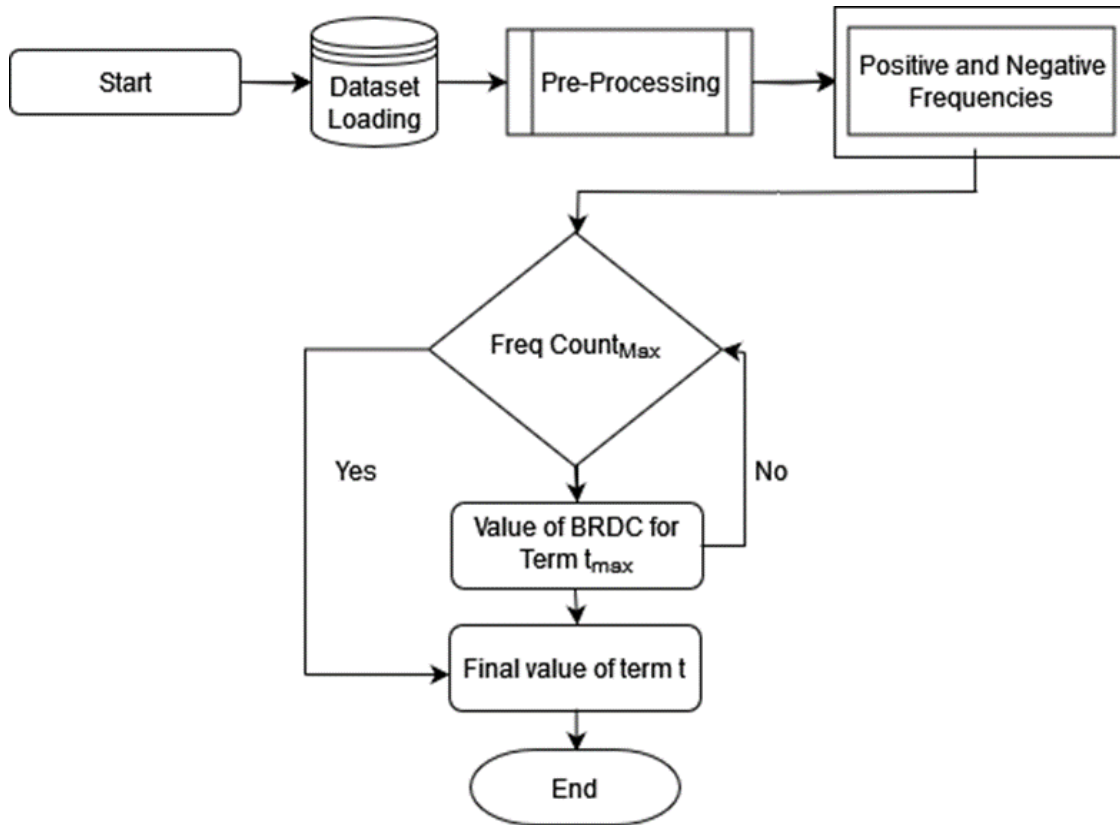 Start
Dataset
Loading
Pre-Processing
Positive and Negative
Frequencies
Freq CountMax
Yes
No
Value of BRDC for
Term tmax
Final value of term t
End